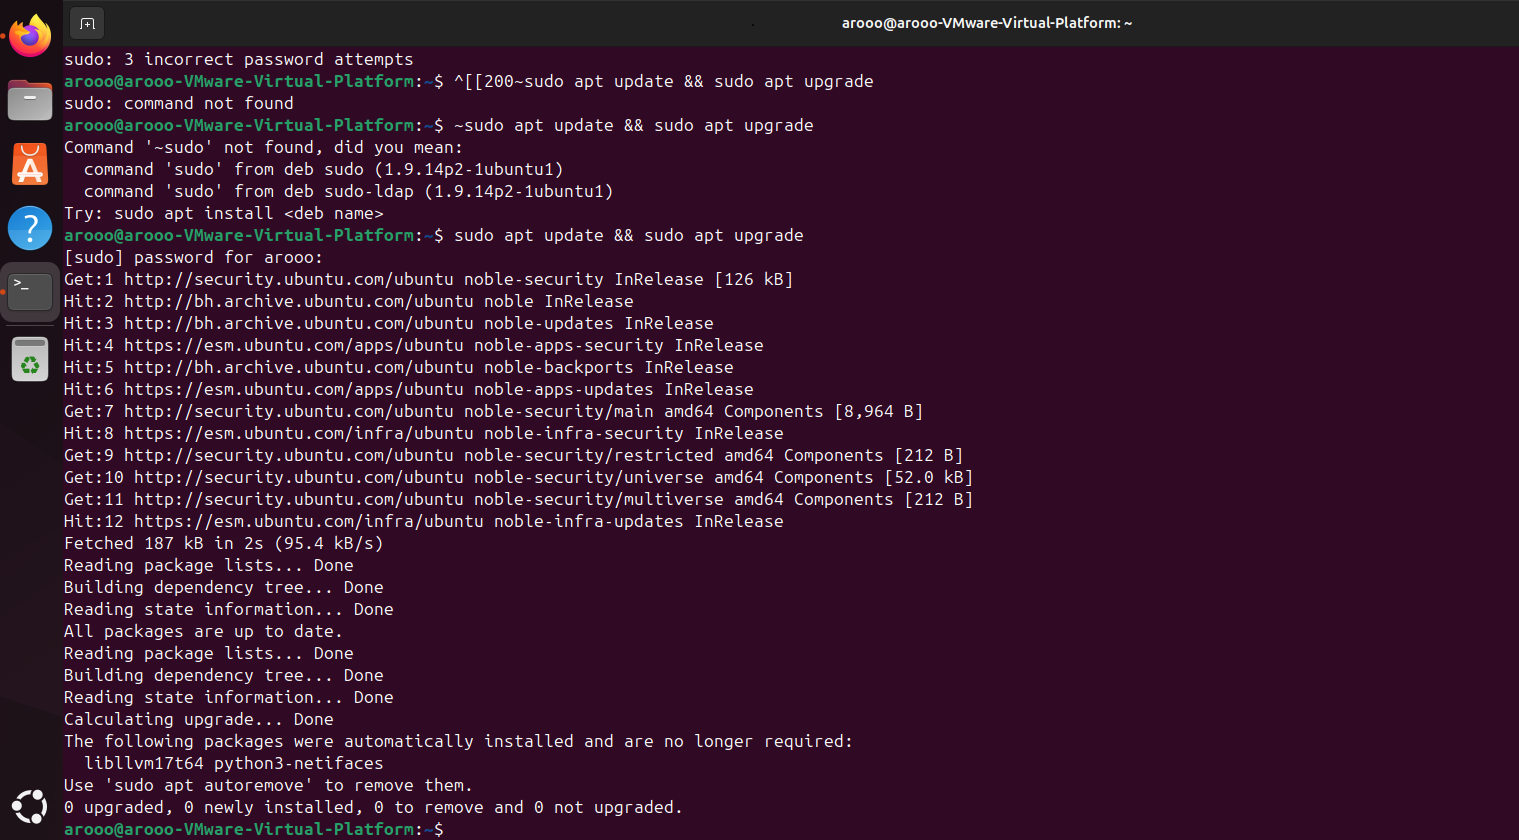 arooo@arooo-VMware-Virtual-Platform: ~
sudo: 3 incorrect password attempts
arooo@arooo-VMware-Virtual-Platform:~$ ^[[200~sudo apt update && sudo apt upgrade
sudo: command not found
arooo@arooo-VMware-Virtual-Platform:~$ ~sudo apt update && sudo apt upgrade
Command '~sudo' not found, did you mean:
  command 'sudo' from deb sudo (1.9.14p2-1ubuntu1)
  command 'sudo' from deb sudo-ldap (1.9.14p2-1ubuntu1)
Try: sudo apt install <deb name>
arooo@arooo-VMware-Virtual-Platform:~$ sudo apt update && sudo apt upgrade
[sudo] password for arooo:
Get:1 http://security.ubuntu.com/ubuntu noble-security InRelease [126 kB]
Hit:2 http://bh.archive.ubuntu.com/ubuntu noble InRelease
Hit:3 http://bh.archive.ubuntu.com/ubuntu noble-updates InRelease
Hit:4 https://esm.ubuntu.com/apps/ubuntu noble-apps-security InRelease
Hit:5 http://bh.archive.ubuntu.com/ubuntu noble-backports InRelease
Hit:6 https://esm.ubuntu.com/apps/ubuntu noble-apps-updates InRelease
Get:7 http://security.ubuntu.com/ubuntu noble-security/main amd64 Components [8,964 B]
Hit:8 https://esm.ubuntu.com/infra/ubuntu noble-infra-security InRelease
Get:9 http://security.ubuntu.com/ubuntu noble-security/restricted amd64 Components [212 B]
Get:10 http://security.ubuntu.com/ubuntu noble-security/universe amd64 Components [52.0 kB]
Get:11 http://security.ubuntu.com/ubuntu noble-security/multiverse amd64 Components [212 B]
Hit:12 https://esm.ubuntu.com/infra/ubuntu noble-infra-updates InRelease
Fetched 187 kB in 2s (95.4 kB/s)
Reading package lists... Done
Building dependency tree... Done
Reading state information... Done
All packages are up to date.
Reading package lists... Done
Building dependency tree... Done
Reading state information... Done
Calculating upgrade... Done
The following packages were automatically installed and are no longer required:
  libllvm17t64 python3-netifaces
Use 'sudo apt autoremove' to remove them.
0 upgraded, 0 newly installed, 0 to remove and 0 not upgraded.
arooo@arooo-VMware-Virtual-Platform:~$